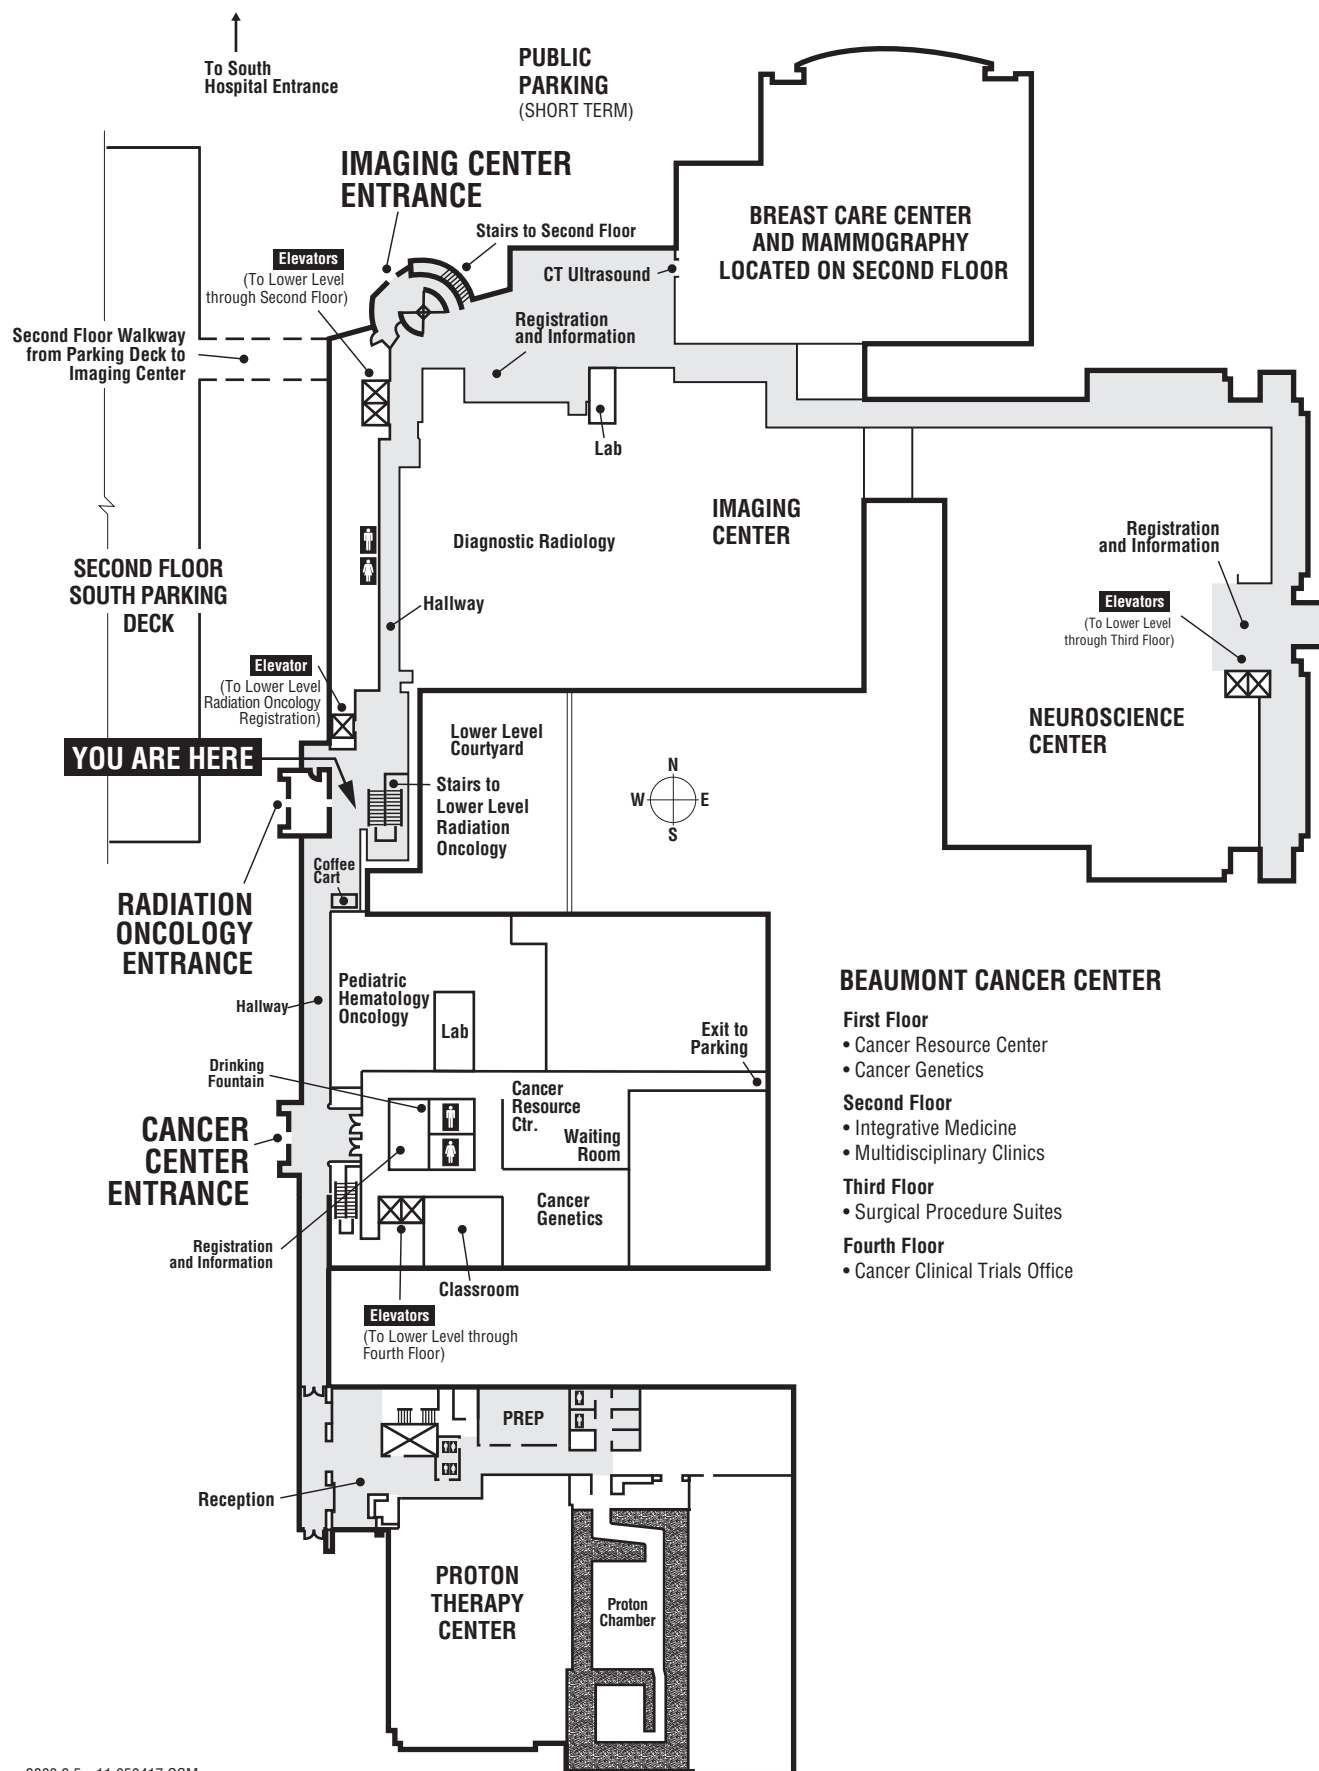 To South
Hospital Entrance
PUBLIC
PARKING
(SHORT TERM)
IMAGING CENTER
ENTRANCE
Stairs to Second Floor
Elevators
(To Lower Level
through Second Floor)
CT Ultrasound
BREAST CARE CENTER
AND MAMMOGRAPHY
LOCATED ON SECOND FLOOR
Registration
and Information
Second Floor Walkway
from Parking Deck to
Imaging Center
Lab
IMAGING
CENTER
Diagnostic Radiology
Registration
and Information
SECOND FLOOR
SOUTH PARKING
DECK
Hallway
Elevators
(To Lower Level
through Third Floor)
Elevator
(To Lower Level
Radiation Oncology
Registration)
NEUROSCIENCE
CENTER
Lower Level
Courtyard
YOU ARE HERE
Stairs to
Lower Level
Radiation
Oncology
N
W
E
S
Coffee
Cart
RADIATION
ONCOLOGY
ENTRANCE
Pediatric
Hematology
Oncology
Hallway
Lab
Exit to
Parking
BEAUMONT CANCER CENTER
First Floor
• Cancer Resource Center
• Cancer Genetics
Second Floor
• Integrative Medicine
• Multidisciplinary Clinics
Third Floor
• Surgical Procedure Suites
Fourth Floor
• Cancer Clinical Trials Office
Drinking
Fountain
Cancer
Resource
Ctr.
Waiting
Room
CANCER
CENTER
ENTRANCE
Cancer
Genetics
Registration
and Information
Classroom
Elevators
(To Lower Level through
Fourth Floor)
PREP
Reception
PROTON
THERAPY
CENTER
Proton
Chamber